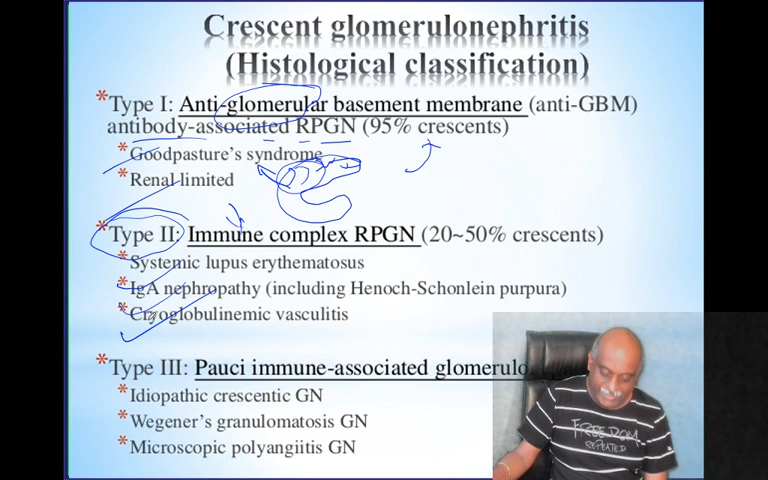 Crescent glomerulonephritis
(Histological classification)
*Type I: Anti-glomerular basement membrane (anti-GBM)
antibody-associated RPGN (95% crescents)
*Goodpasture's syndrome
*Renal limited
*Type II: Immune complex RPGN (20~50% crescents)
*Systemic lupus erythematosus
*IgA nephropathy (including Henoch-Schonlein purpura)
*Cryoglobulinemic vasculitis
*Type III: Pauci immune-associated
*Idiopathic crescentic GN
*Wegener's granulomatosis GN
*Microscopic polyangiitis GN
FREEDOM
REPEATED